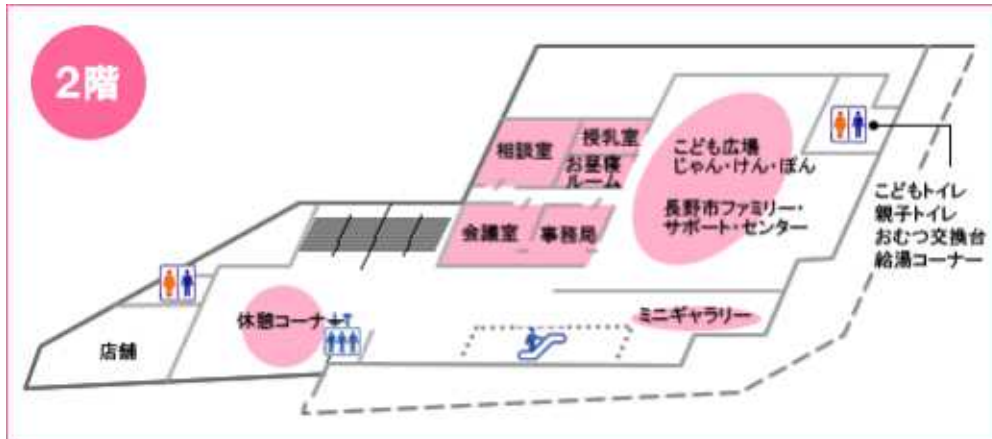 2階
相談室
授乳室
お昼寝
ルーム
こども広場
じゃん・けん・ぽん
長野市ファミリー・
サポート・センター
こどもトイレ
親子トイレ
おむつ交換台
給湯コーナー
会議室
事務局
休憩コーナー
ミニギャラリー
店舗